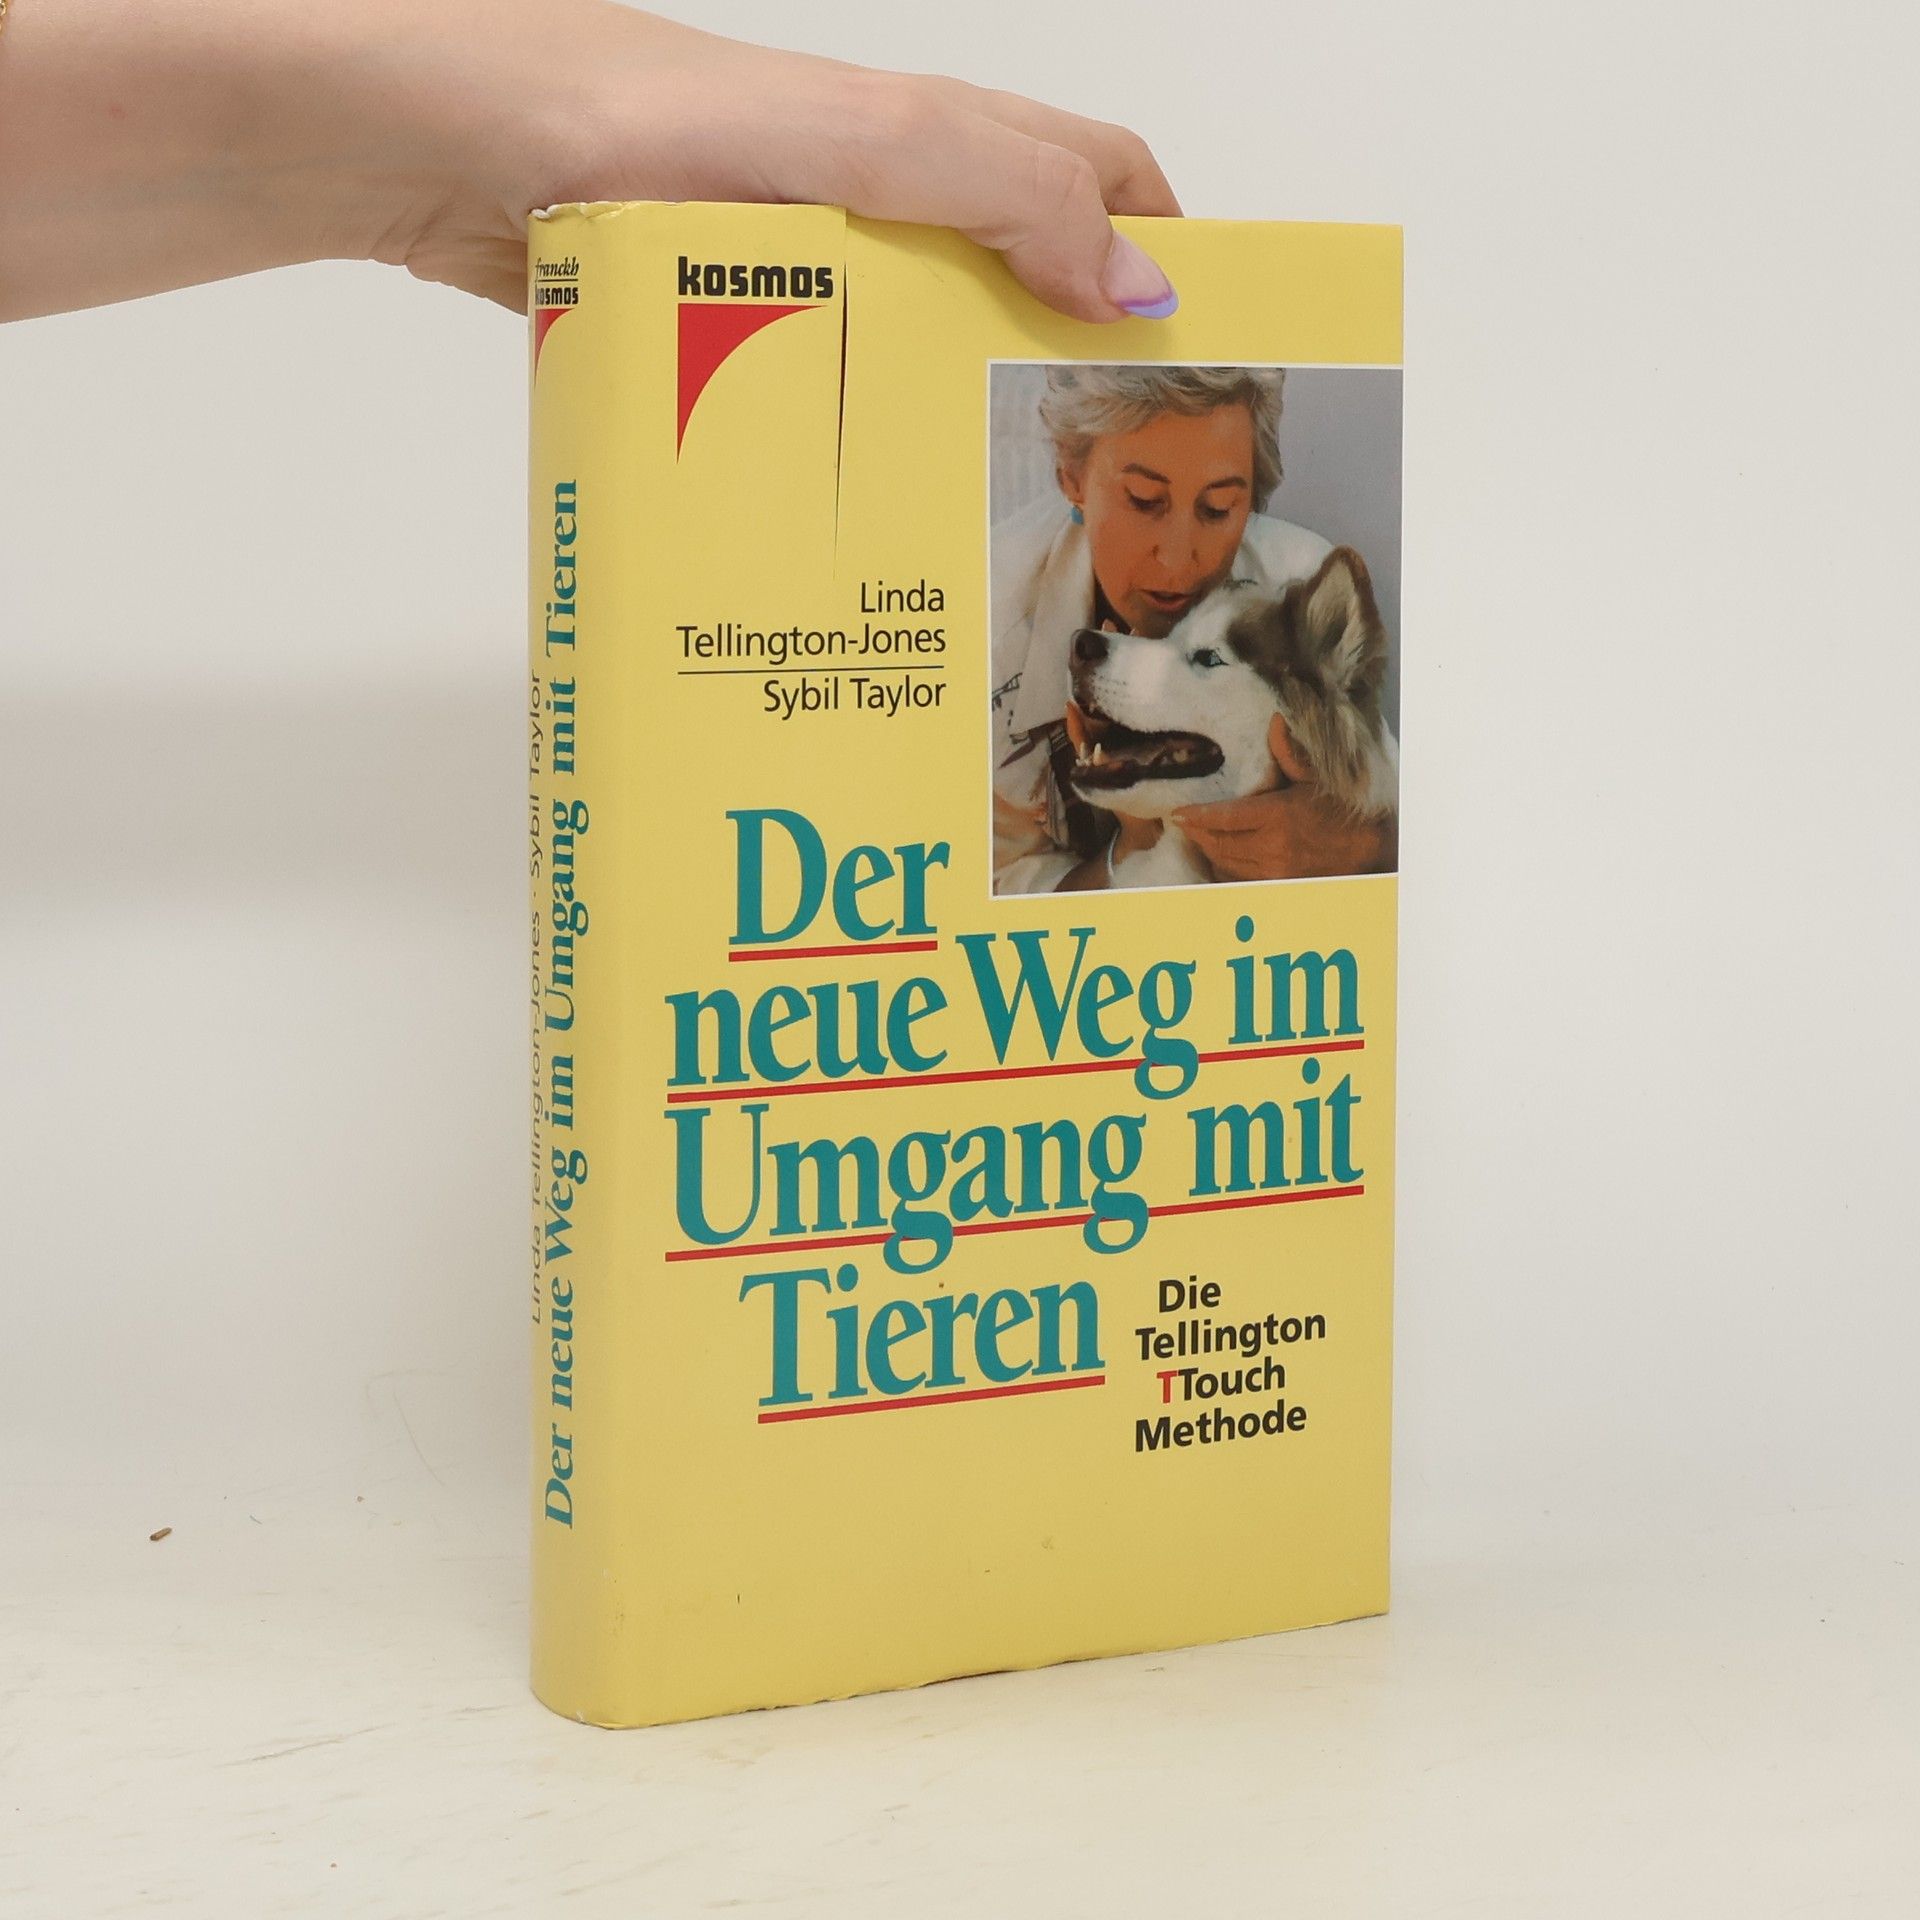 franckh
kosmos
Linda Tellington-Jones · Sybil Taylor
Der neue Weg im Umgang mit Tieren
kosmos
Linda
Tellington-Jones
Sybil Taylor
Der
neue Weg im
Umgang mit
Tieren
Die
Tellington
TTouch
Methode